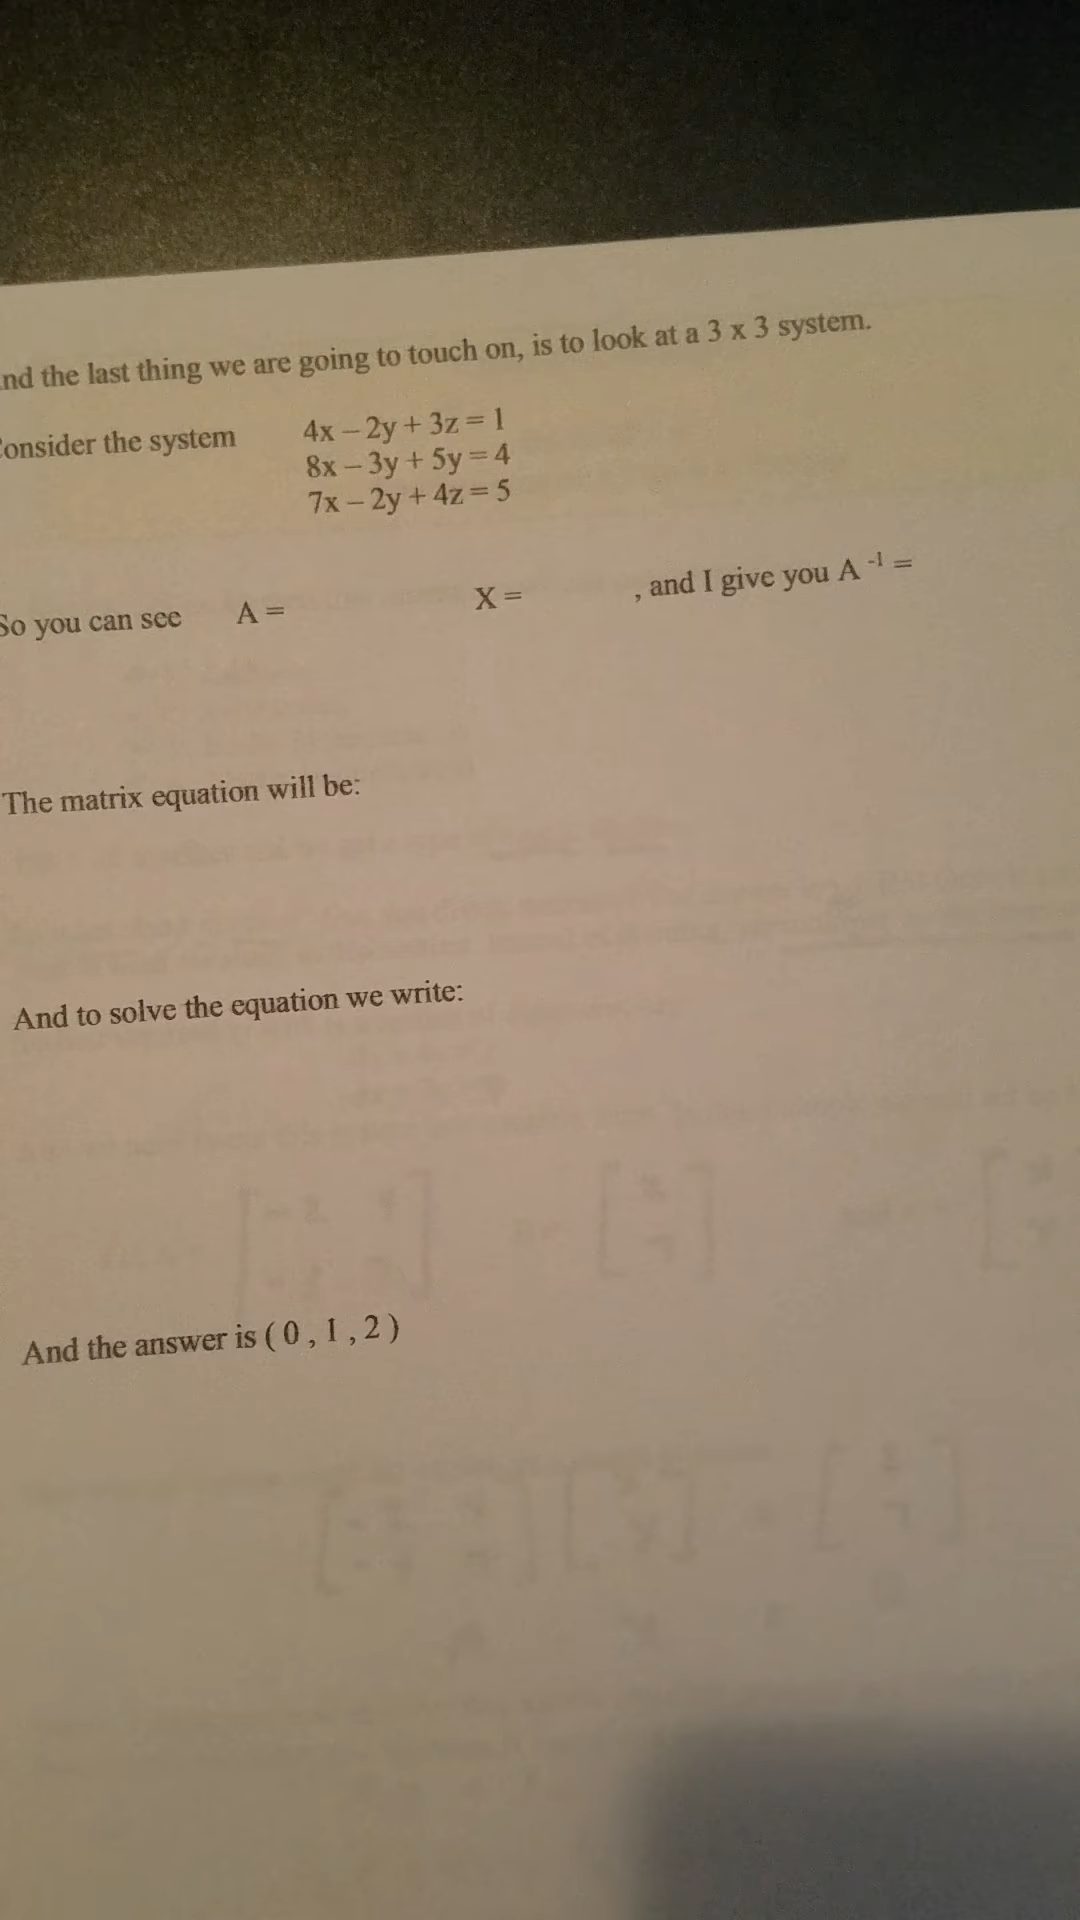 nd the last thing we are going to touch on, is to look at a 3 x 3 system.
Consider the system
4x – 2y + 3z = 1
8x – 3y + 5y = 4
7x – 2y + 4z = 5
So you can see A = X = , and I give you A -1 =
The matrix equation will be:
And to solve the equation we write:
And the answer is ( 0 , 1 , 2 )